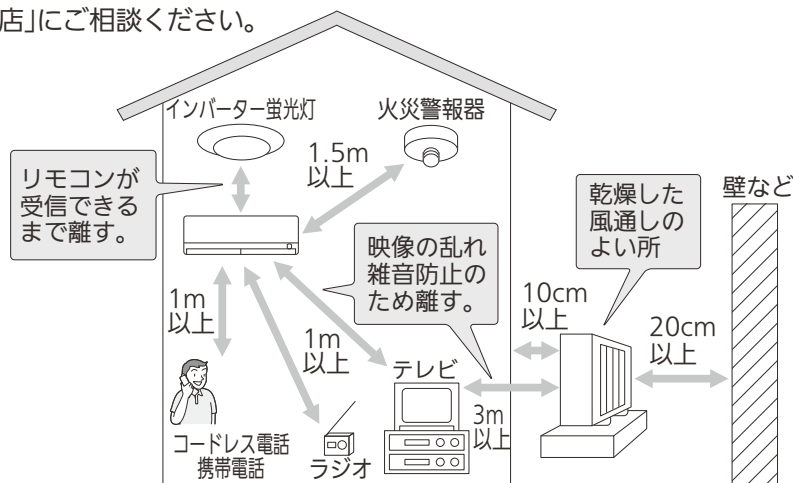 店」にご相談ください。
インバーター蛍光灯
火災警報器
1.5m
以上
リモコンが
受信できる
まで離す。
映像の乱れ
雑音防止の
ため離す。
乾燥した
風通しの
よい所
壁など
1m
以上
1m
以上
10cm
以上
20cm
以上
テレビ
3m
以上
コードレス電話
携帯電話
ラジオ